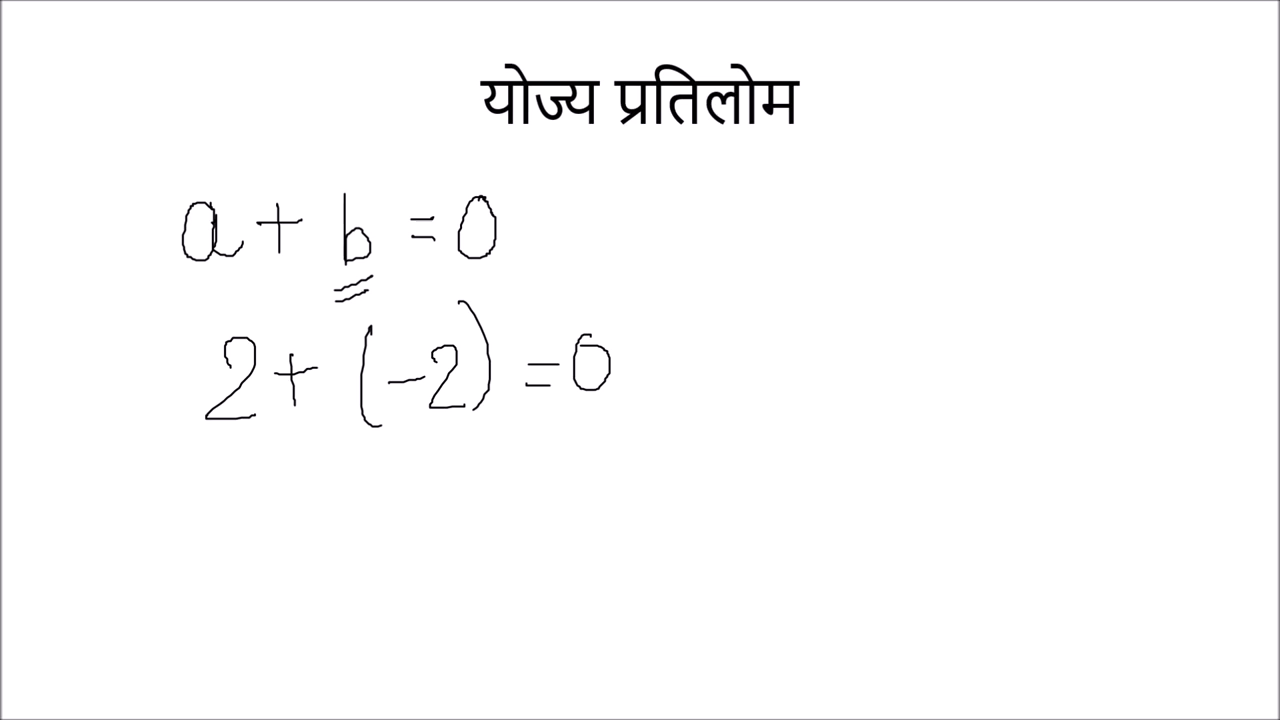 योज्य प्रतिलोम
a + b = 0
2 + (-2) = 0